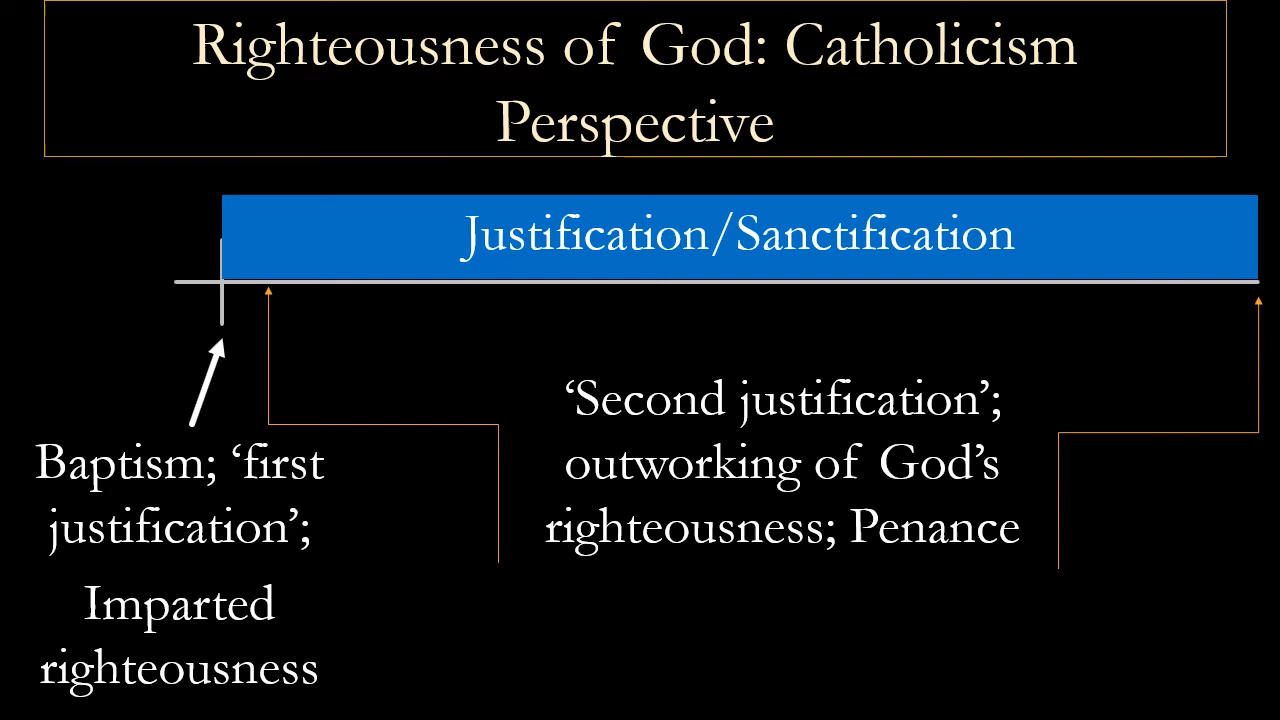 Righteousness of God: Catholicism
Perspective
Justification/Sanctification
Baptism; ‘first
justification’;
Imparted
righteousness
‘Second justification’;
outworking of God’s
righteousness; Penance